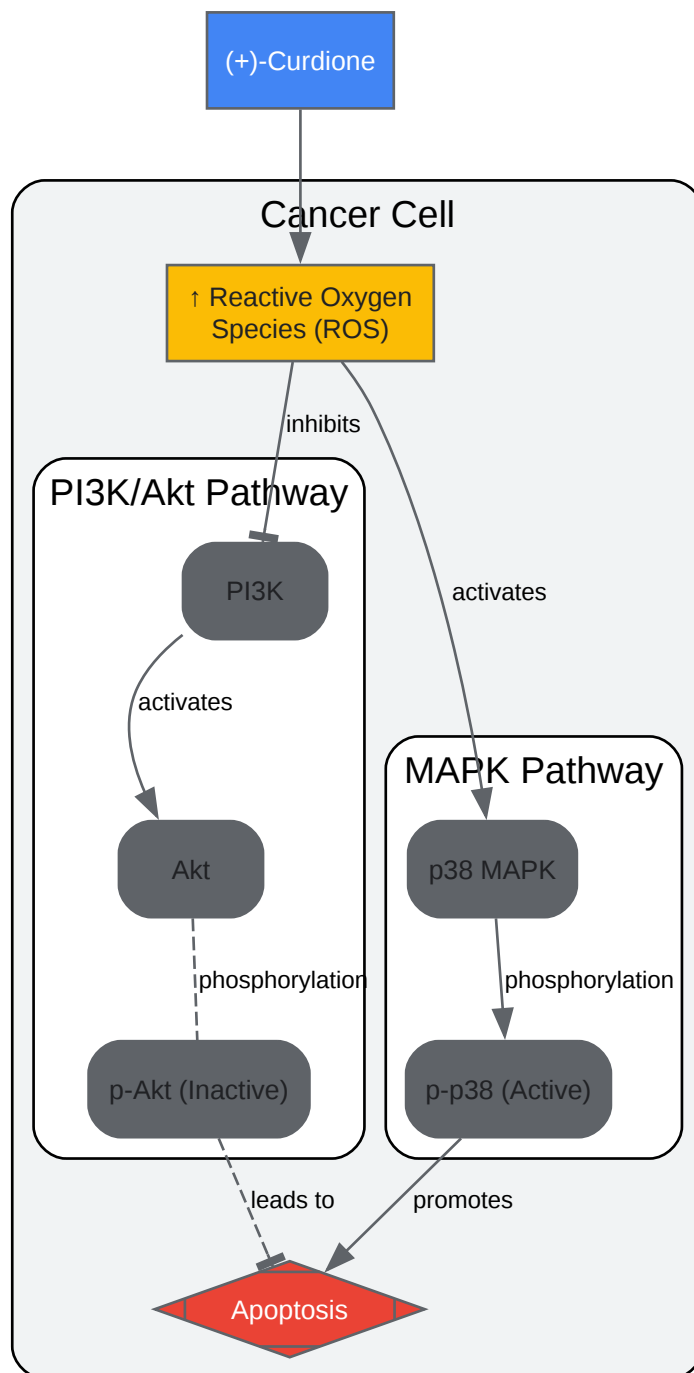 (+)-Curdione
Cancer Cell
↑ Reactive Oxygen
Species (ROS)
inhibits
PI3K/Akt Pathway
PI3K
activates
activates
MAPK Pathway
Akt
p38 MAPK
phosphorylation
phosphorylation
p-Akt (Inactive)
p-p38 (Active)
leads to
promotes
Apoptosis